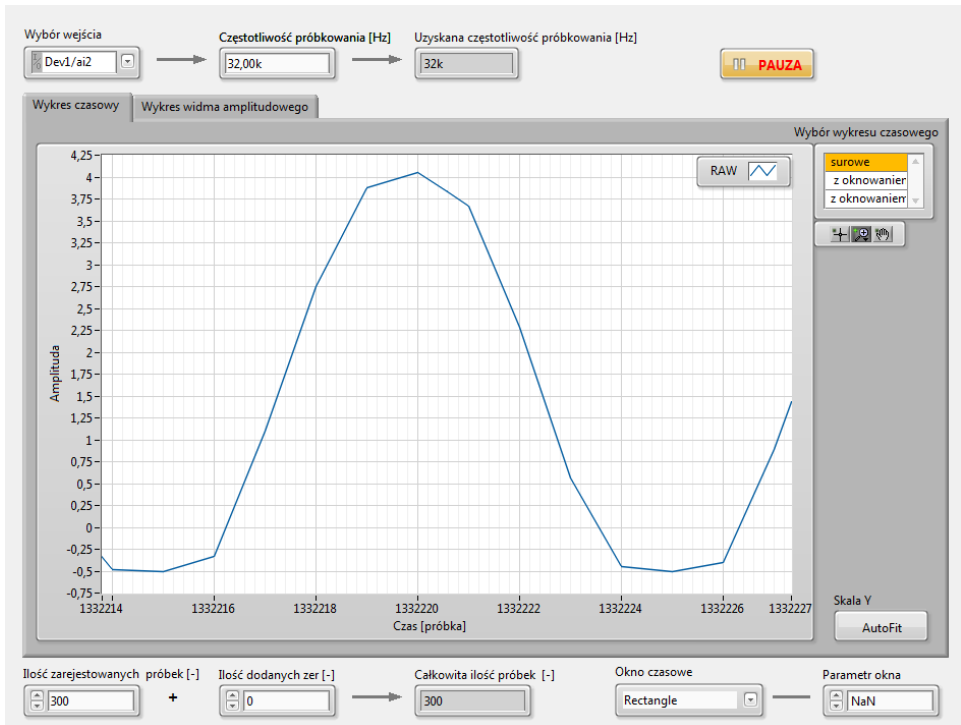 Wybór wejścia
Częstotliwość próbkowania [Hz]
Uzyskana częstotliwość próbkowania [Hz]
Dev1/ai2
32,00k
32k
PAUZA
Wykres czasowy
Wykres widma amplitudowego
Wybór wykresu czasowego
surowe
z oknowanier
z oknowaniem
RAW
4,25
4
3,75
3,5
3,25
3
2,75
2,5
2,25
2
1,75
1,5
1,25
1
0,75
0,5
0,25
0
-0,25
-0,5
-0,75
Amplituda
1332214
1332216
1332218
1332220
1332222
1332224
1332226
1332227
Czas [próbka]
Skala Y
AutoFit
Ilość zarejestowanych próbek [-]
Ilość dodanych zer [-]
Całkowita ilość próbek [-]
Okno czasowe
Parametr okna
300
+
0
300
Rectangle
NaN